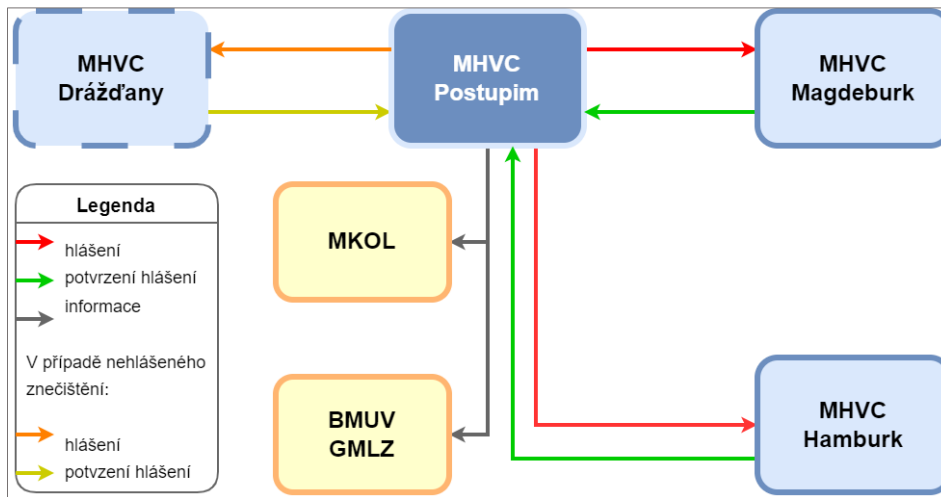 MHVC
Drážďany
MHVC
Postupim
MHVC
Magdeburk
Legenda
hlášení
potvrzení hlášení
informace
V případě nehlášeného
znečištění:
hlášení
potvzení hlášení
MKOL
BMUV
GMLZ
MHVC
Hamburk